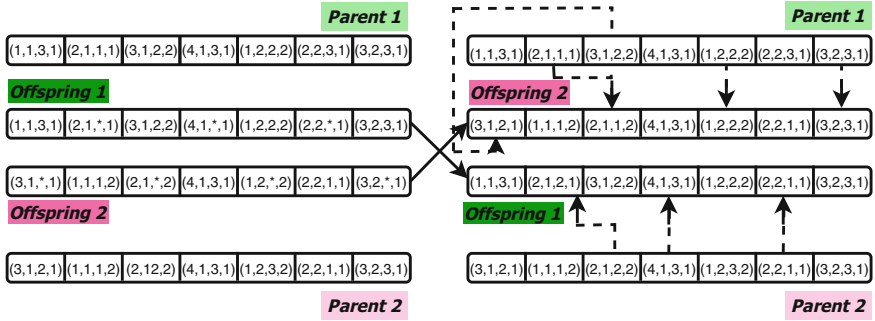 Parent 1
(1,1,3,1) (2,1,1,1) (3,1,2,2) (4,1,3,1) (1,2,2,2) (2,2,3,1) (3,2,3,1)
Offspring 1
(1,1,3,1) (2,1,*,1) (3,1,2,2) (4,1,*,1) (1,2,2,2) (2,2,*,1) (3,2,3,1)
(3,1,*,1) (1,1,1,2) (2,1,*,2) (4,1,3,1) (1,2,*,2) (2,2,1,1) (3,2,*,1)
Offspring 2
(3,1,2,1) (1,1,1,2) (2,12,2) (4,1,3,1) (1,2,3,2) (2,2,1,1) (3,2,3,1)
Parent 2
Parent 1
(1,1,3,1) (2,1,1,1) (3,1,2,2) (4,1,3,1) (1,2,2,2) (2,2,3,1) (3,2,3,1)
Offspring 2
(3,1,2,1) (1,1,1,2) (2,1,1,2) (4,1,3,1) (1,2,2,2) (2,2,1,1) (3,2,3,1)
(1,1,3,1) (2,1,2,1) (3,1,2,2) (4,1,3,1) (1,2,2,2) (2,2,1,1) (3,2,3,1)
Offspring 1
(3,1,2,1) (1,1,1,2) (2,1,2,2) (4,1,3,1) (1,2,3,2) (2,2,1,1) (3,2,3,1)
Parent 2